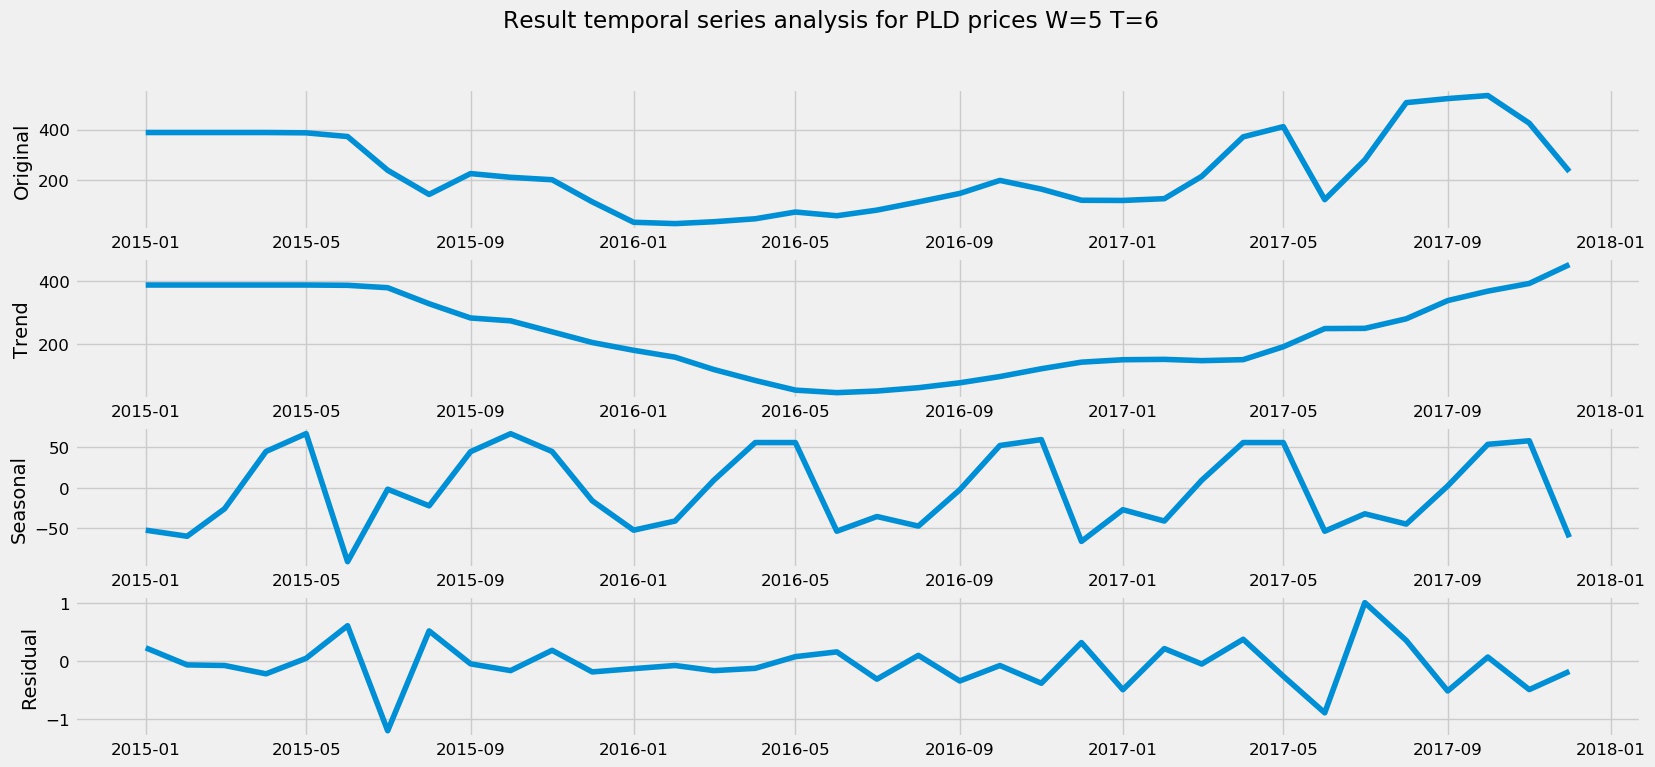 Result temporal series analysis for PLD prices W=5 T=6
Original
400
200
2015-01 2015-05 2015-09 2016-01 2016-05 2016-09 2017-01 2017-05 2017-09 2018-01
Trend
400
200
2015-01 2015-05 2015-09 2016-01 2016-05 2016-09 2017-01 2017-05 2017-09 2018-01
Seasonal
50
0
−50
2015-01 2015-05 2015-09 2016-01 2016-05 2016-09 2017-01 2017-05 2017-09 2018-01
Residual
1
0
−1
2015-01 2015-05 2015-09 2016-01 2016-05 2016-09 2017-01 2017-05 2017-09 2018-01